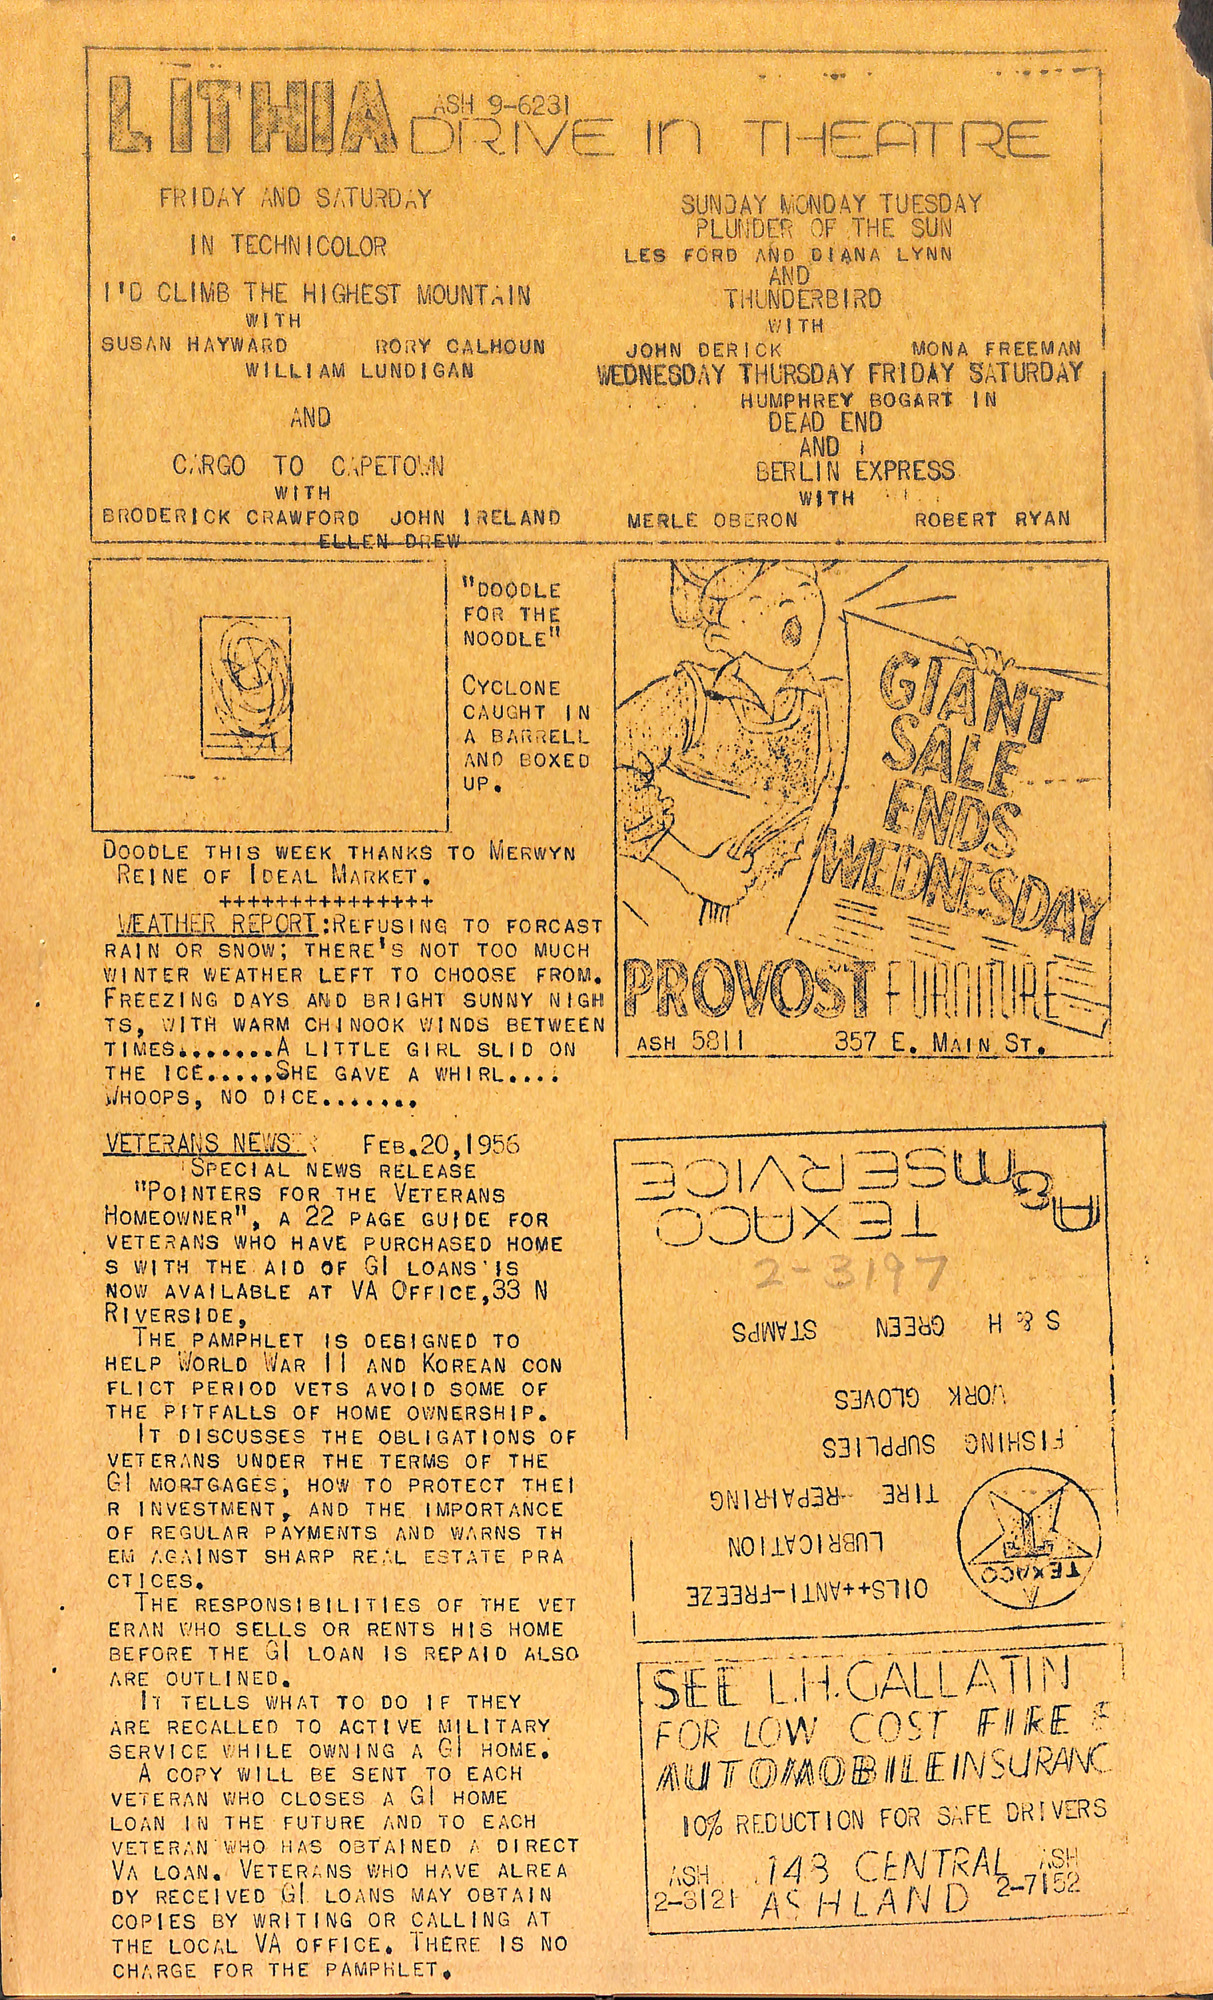 LITHIA DRIVE IN THEATRE
ASH 9-6231
FRIDAY AND SATURDAY
IN TECHNICOLOR
I'D CLIMB THE HIGHEST MOUNTAIN
WITH
SUSAN HAYWARD RORY CALHOUN
WILLIAM LUNDIGAN
AND
CARGO TO CAPETOWN
WITH
BRODERICK CRAWFORD JOHN IRELAND
ELLEN DREW
SUNDAY MONDAY TUESDAY
PLUNDER OF THE SUN
LES FORD AND DIANA LYNN
AND
THUNDERBIRD
WITH
JOHN DERICK MONA FREEMAN
WEDNESDAY THURSDAY FRIDAY SATURDAY
HUMPHREY BOGART IN
DEAD END
AND
BERLIN EXPRESS
WITH
MERLE OBERON ROBERT RYAN
"DOODLE
FOR THE
NOODLE"
CYCLONE
CAUGHT IN
A BARRELL
AND BOXED
UP.
DOODLE THIS WEEK THANKS TO MERWYN
REINE OF IDEAL MARKET.
+++++++++++++++
WEATHER REPORT:REFUSING TO FORCAST
RAIN OR SNOW; THERE'S NOT TOO MUCH
WINTER WEATHER LEFT TO CHOOSE FROM.
FREEZING DAYS AND BRIGHT SUNNY NIGH
TS, WITH WARM CHINOOK WINDS BETWEEN
TIMES.......A LITTLE GIRL SLID ON
THE ICE.....SHE GAVE A WHIRL....
WHOOPS, NO DICE.......
VETERANS NEWS FEB.20,1956
SPECIAL NEWS RELEASE
"POINTERS FOR THE VETERANS
HOMEOWNER", A 22 PAGE GUIDE FOR
VETERANS WHO HAVE PURCHASED HOME
S WITH THE AID OF GI LOANS IS
NOW AVAILABLE AT VA OFFICE,33 N
RIVERSIDE,
THE PAMPHLET IS DESIGNED TO
HELP WORLD WAR II AND KOREAN CON
FLICT PERIOD VETS AVOID SOME OF
THE PITFALLS OF HOME OWNERSHIP.
IT DISCUSSES THE OBLIGATIONS OF
VETERANS UNDER THE TERMS OF THE
GI MORTGAGES, HOW TO PROTECT THEI
R INVESTMENT, AND THE IMPORTANCE
OF REGULAR PAYMENTS AND WARNS TH
EM AGAINST SHARP REAL ESTATE PRA
CTICES.
THE RESPONSIBILITIES OF THE VET
ERAN WHO SELLS OR RENTS HIS HOME
BEFORE THE GI LOAN IS REPAID ALSO
ARE OUTLINED.
IT TELLS WHAT TO DO IF THEY
ARE RECALLED TO ACTIVE MILITARY
SERVICE WHILE OWNING A GI HOME.
A COPY WILL BE SENT TO EACH
VETERAN WHO CLOSES A GI HOME
LOAN IN THE FUTURE AND TO EACH
VETERAN WHO HAS OBTAINED A DIRECT
VA LOAN. VETERANS WHO HAVE ALREA
DY RECEIVED GI LOANS MAY OBTAIN
COPIES BY WRITING OR CALLING AT
THE LOCAL VA OFFICE. THERE IS NO
CHARGE FOR THE PAMPHLET.
GIANT
SALE
ENDS
WEDNESDAY
PROVOST FURNITURE
ASH 5811 357 E. MAIN ST.
OILS++ANTI-FREEZE
LUBRICATION
TIRE REPAIRING
FISHING SUPPLIES
WORK GLOVES
S & H GREEN STAMPS
TEXACO
TEXACO
SERVICE
2-3197
SEE L.H.GALLATIN
FOR LOW COST FIRE &
AUTOMOBILE INSURANC
10% REDUCTION FOR SAFE DRIVERS
ASH 2-3121
148 CENTRAL
ASHLAND
ASH 2-7152